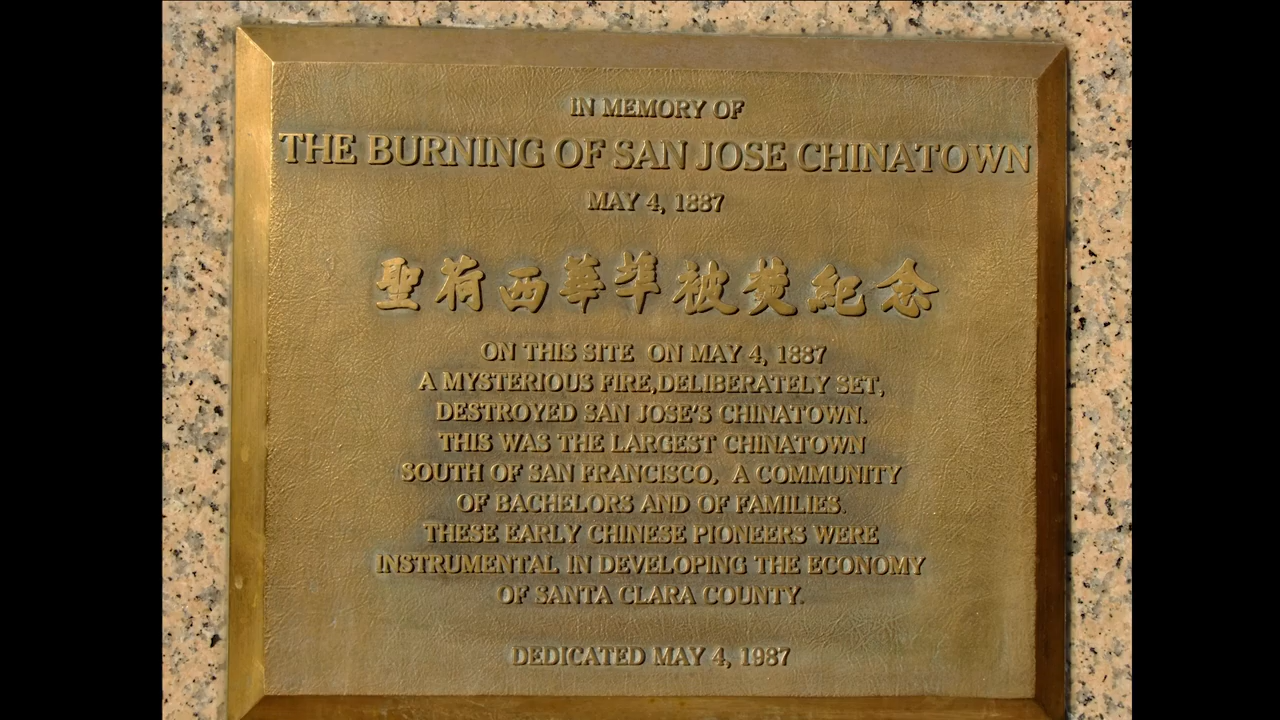 IN MEMORY OF
THE BURNING OF SAN JOSE CHINATOWN
MAY 4, 1887
聖荷西華埠被焚紀念
ON THIS SITE ON MAY 4, 1887
A MYSTERIOUS FIRE, DELIBERATELY SET,
DESTROYED SAN JOSE'S CHINATOWN.
THIS WAS THE LARGEST CHINATOWN
SOUTH OF SAN FRANCISCO, A COMMUNITY
OF BACHELORS AND OF FAMILIES.
THESE EARLY CHINESE PIONEERS WERE
INSTRUMENTAL IN DEVELOPING THE ECONOMY
OF SANTA CLARA COUNTY.
DEDICATED MAY 4, 1987